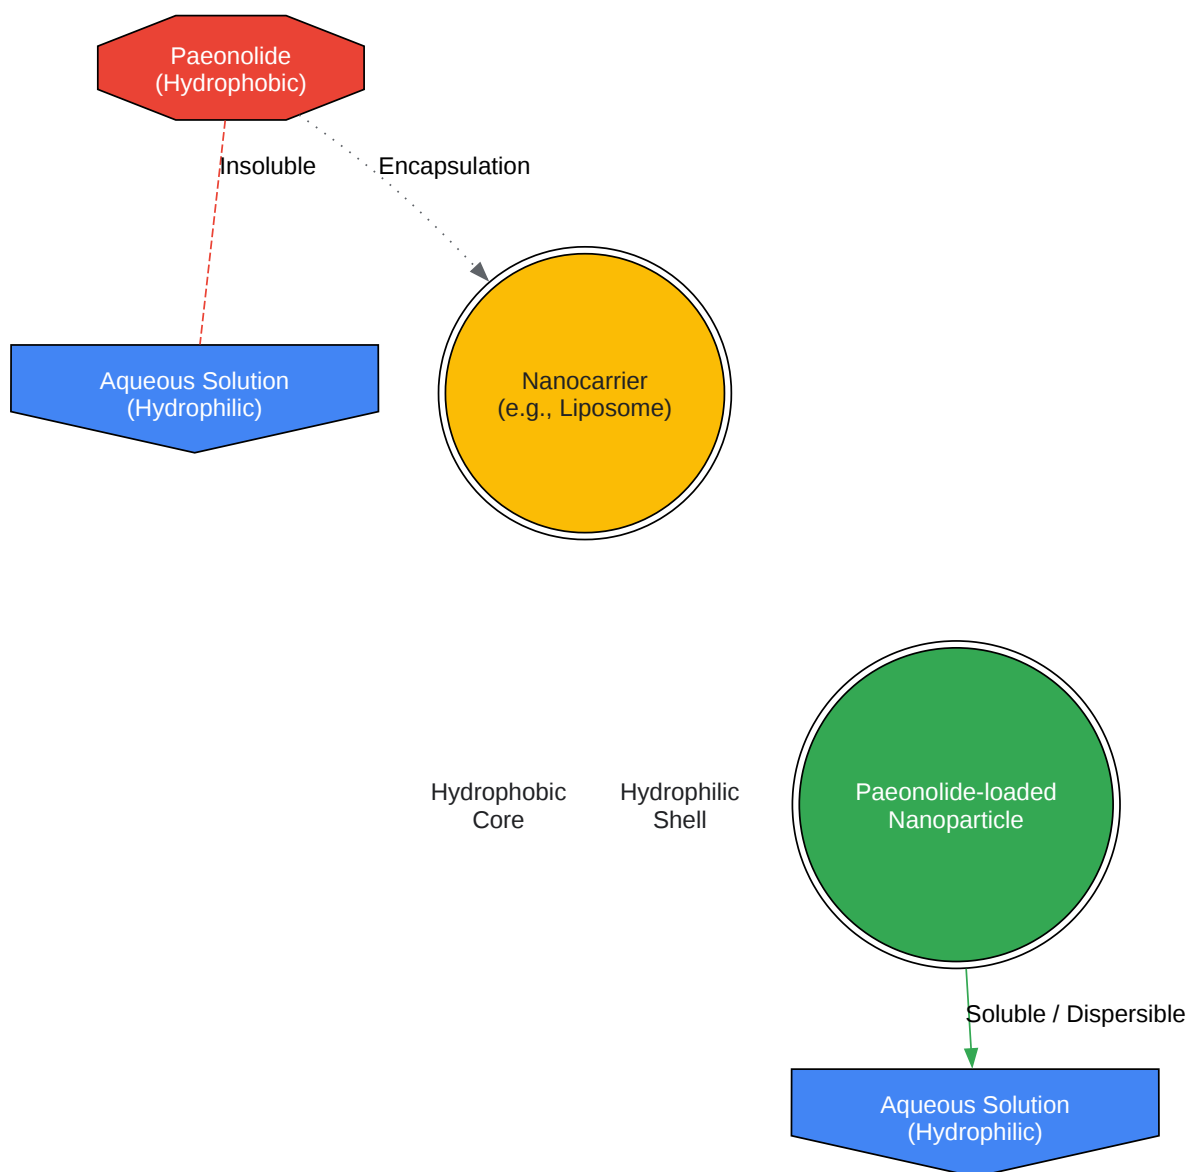 Paeonolide
(Hydrophobic)
Insoluble
Encapsulation
Aqueous Solution
(Hydrophilic)
Nanocarrier
(e.g., Liposome)
Hydrophobic
Core
Hydrophilic
Shell
Paeonolide-loaded
Nanoparticle
Soluble / Dispersible
Aqueous Solution
(Hydrophilic)